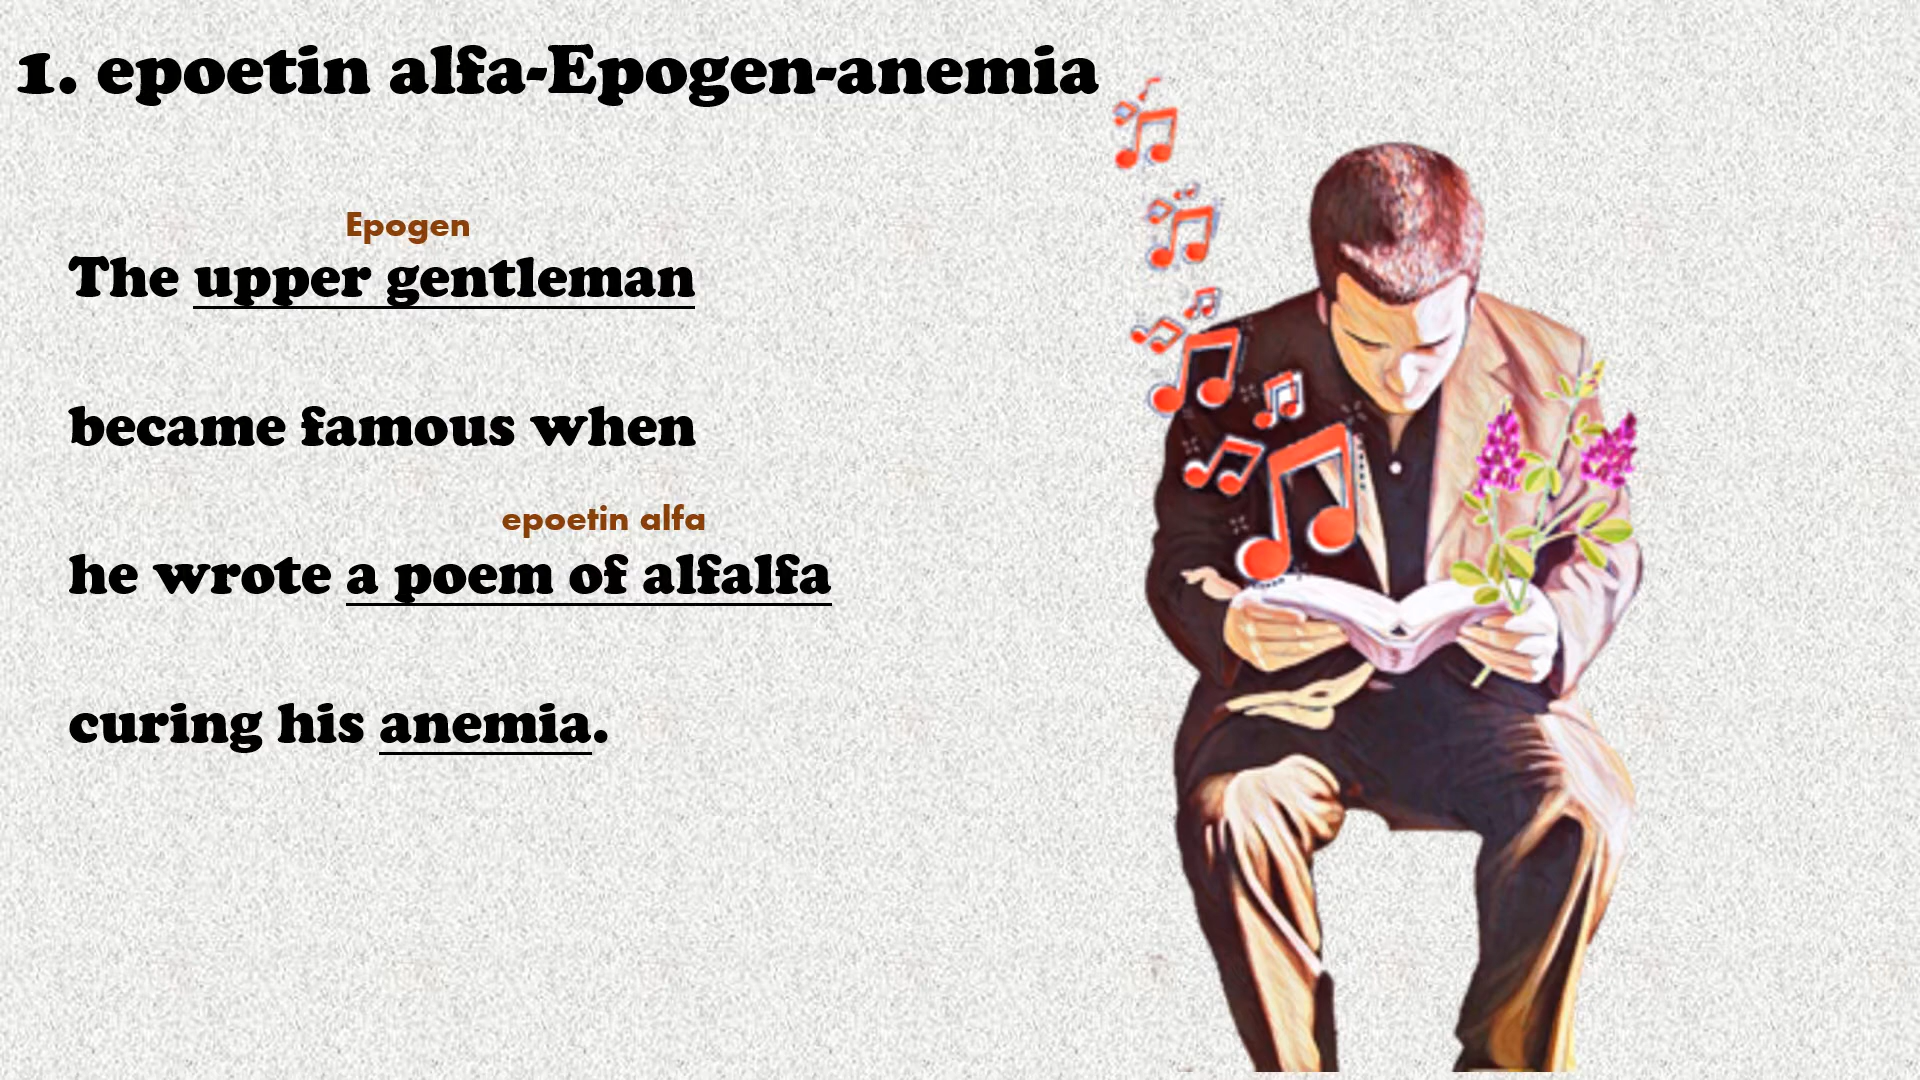 1. epoetin alfa-Epogen-anemia
Epogen
The upper gentleman
became famous when
epoetin alfa
he wrote a poem of alfalfa
curing his anemia.